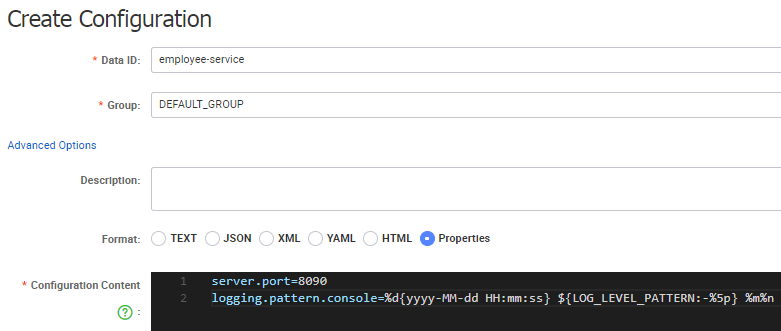 Create Configuration
* Data ID: employee-service
* Group: DEFAULT_GROUP
Advanced Options
Description:
Format: TEXT JSON XML YAML HTML Properties
* Configuration Content ? :
1 server.port=8090
2 logging.pattern.console=%d{yyyy-MM-dd HH:mm:ss} ${LOG_LEVEL_PATTERN:-%5p} %m%n